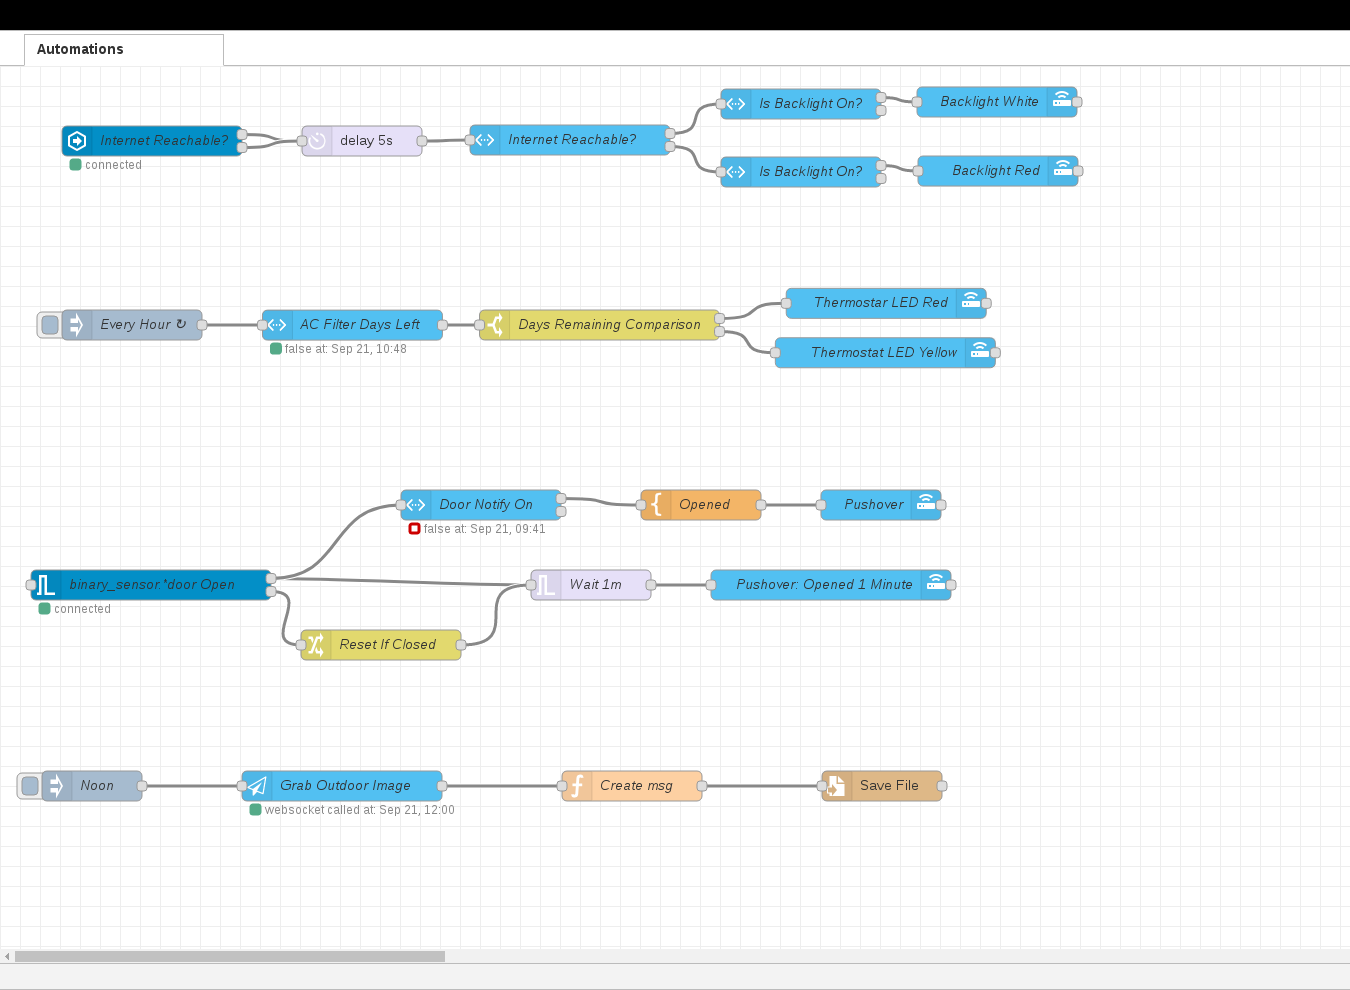 Automations
Internet Reachable?
connected
delay 5s
Internet Reachable?
Is Backlight On?
Backlight White
Is Backlight On?
Backlight Red
Every Hour ↻
AC Filter Days Left
false at: Sep 21, 10:48
Days Remaining Comparison
Thermostar LED Red
Thermostat LED Yellow
Door Notify On
false at: Sep 21, 09:41
Opened
Pushover
binary_sensor.*door Open
connected
Wait 1m
Pushover: Opened 1 Minute
Reset If Closed
Noon
Grab Outdoor Image
websocket called at: Sep 21, 12:00
Create msg
Save File